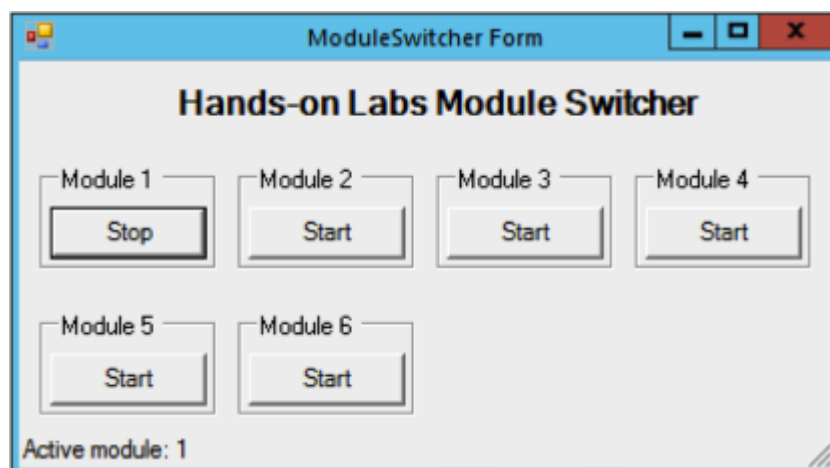 ModuleSwitcher Form
Hands-on Labs Module Switcher
Module 1
Module 2
Module 3
Module 4
Stop
Start
Start
Start
Module 5
Module 6
Start
Start
Active module: 1